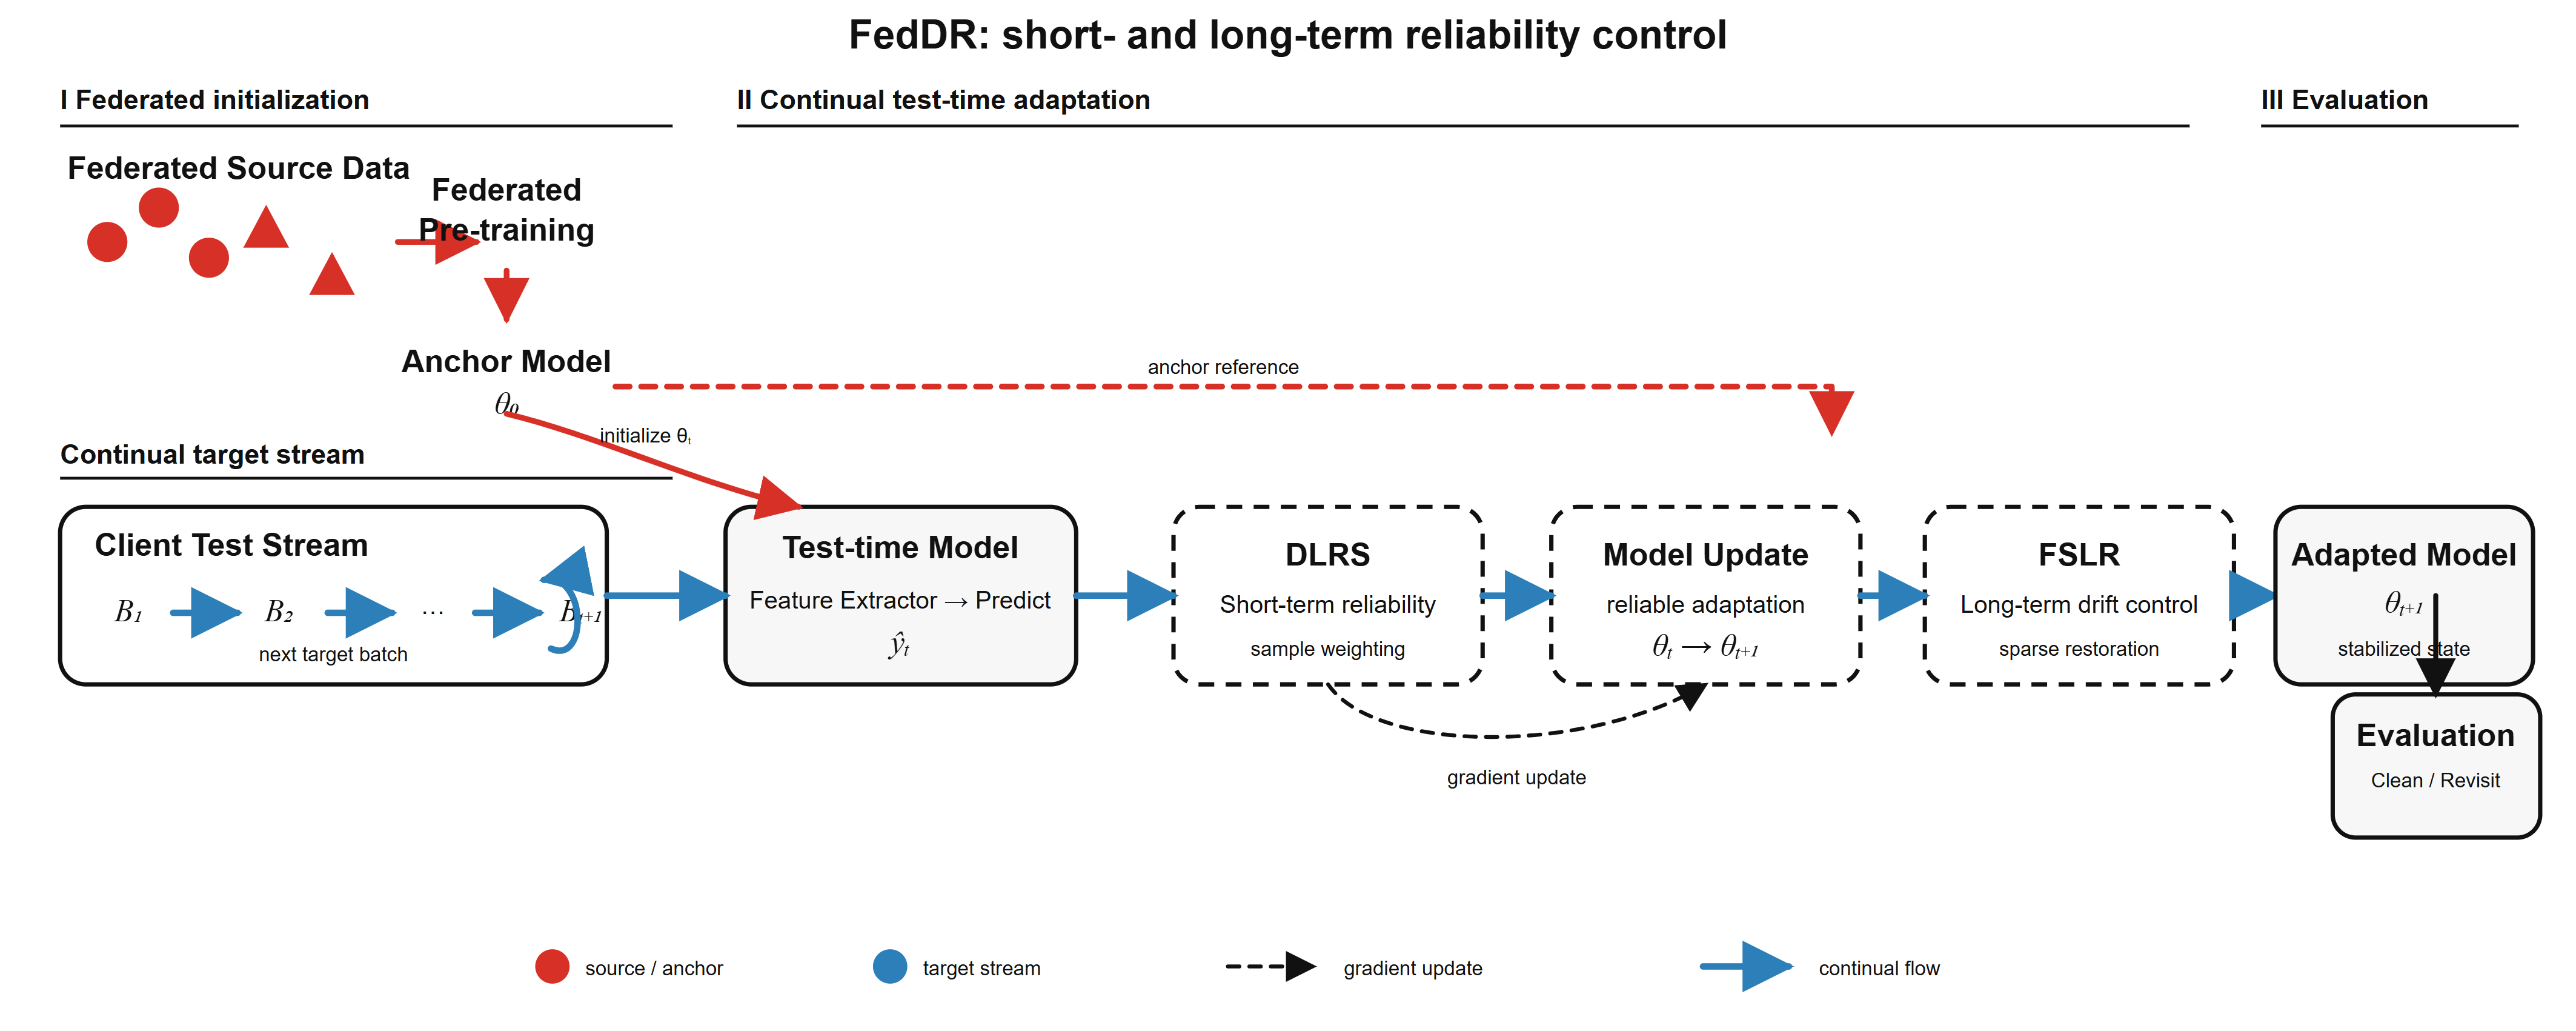 FedDR: short- and long-term reliability control
I Federated initialization
II Continual test-time adaptation
III Evaluation
Federated Source Data
Federated
Pre-training
Anchor Model
θ₀
anchor reference
initialize θₜ
Continual target stream
Client Test Stream
B₁
B₂
···
Bₜ₊₁
next target batch
Test-time Model
Feature Extractor → Predict
ŷₜ
DLRS
Short-term reliability
sample weighting
Model Update
reliable adaptation
θₜ → θₜ₊₁
FSLR
Long-term drift control
sparse restoration
Adapted Model
θₜ₊₁
stabilized state
gradient update
Evaluation
Clean / Revisit
source / anchor
target stream
gradient update
continual flow